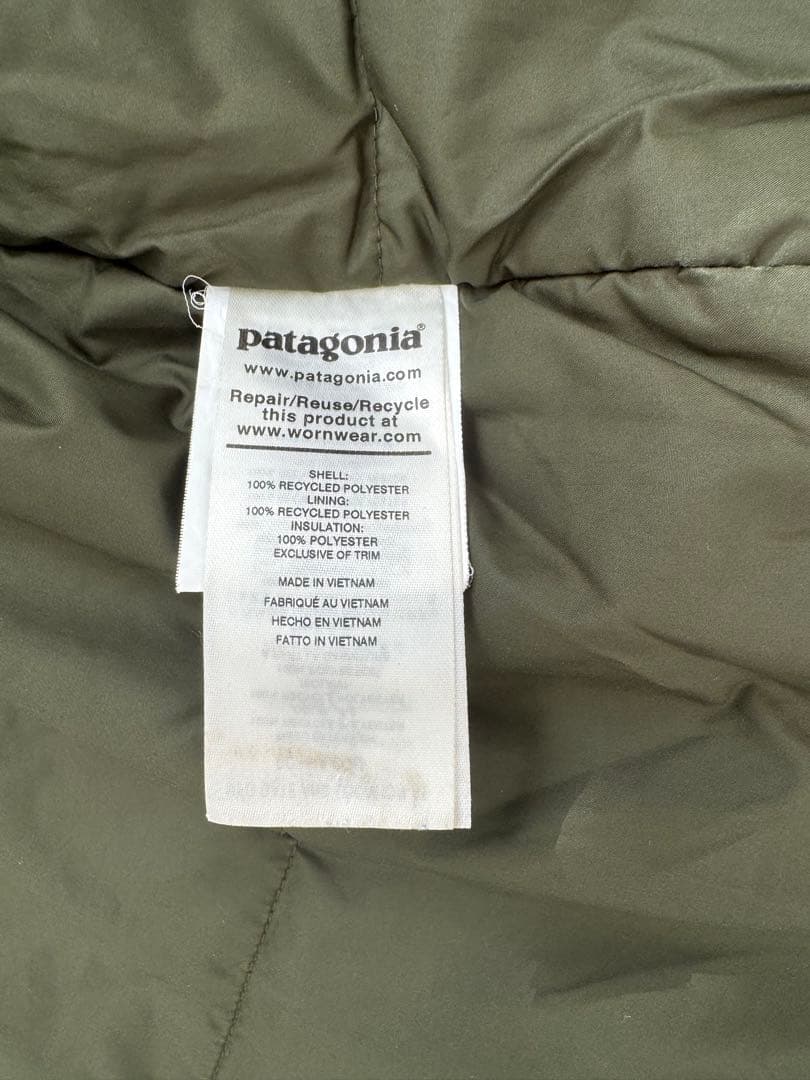 patagonia®
www.patagonia.com
Repair/Reuse/Recycle
this product at
www.wornwear.com
SHELL:
100% RECYCLED POLYESTER
LINING:
100% RECYCLED POLYESTER
INSULATION:
100% POLYESTER
EXCLUSIVE OF TRIM
MADE IN VIETNAM
FABRIQUÉ AU VIETNAM
HECHO EN VIETNAM
FATTO IN VIETNAM